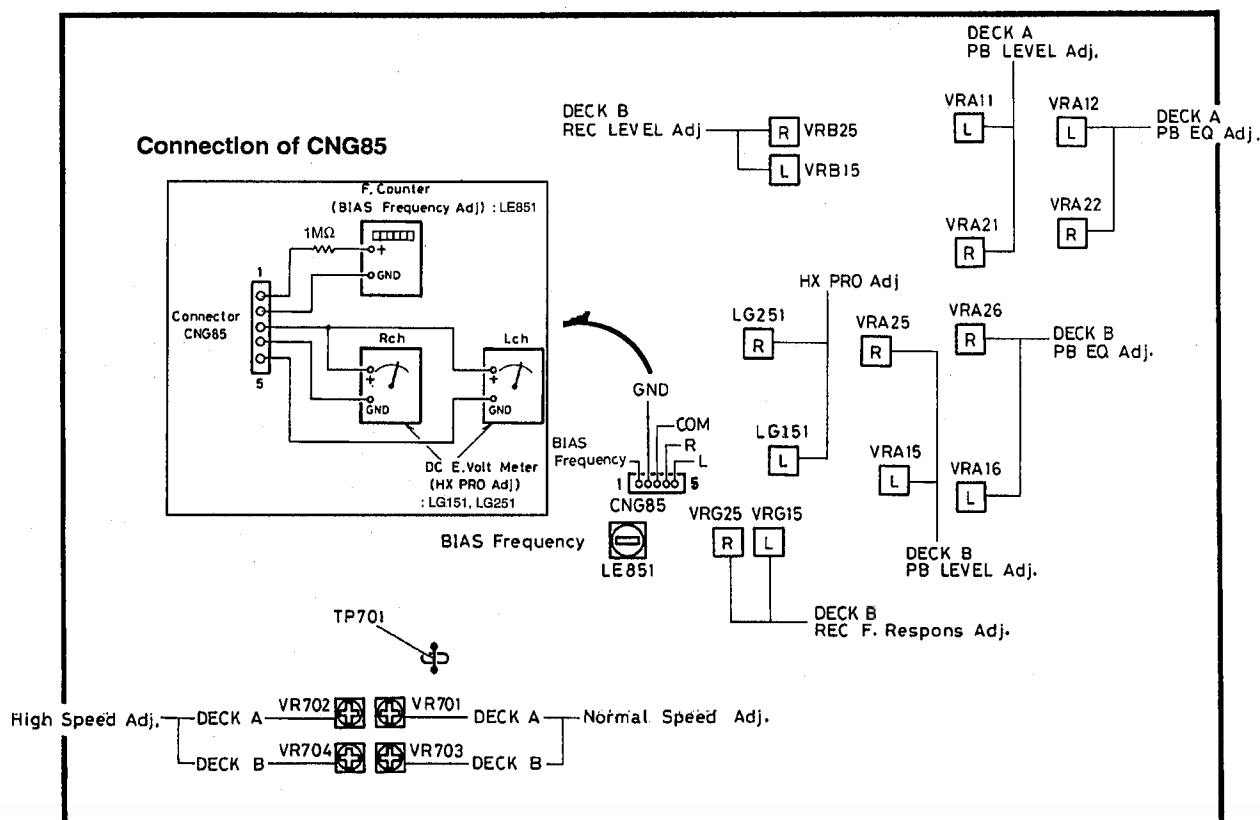 DECK A
PB LEVEL Adj.
VRA11
L
VRA12
L
DECK A
PB EQ Adj.
DECK B
REC LEVEL Adj
R VRB25
L VRB15
VRA21
R
VRA22
R
Connection of CNG85
F. Counter
(BIAS Frequency Adj) : LE851
1MΩ
+
GND
1
Connector
CNG85
5
Rch
+
GND
Lch
+
GND
DC E.Volt Meter
(HX PRO Adj)
: LG151, LG251
HX PRO Adj
LG251
R
LG151
L
VRA25
R
VRA26
R
DECK B
PB EQ Adj.
VRA15
L
VRA16
L
DECK B
PB LEVEL Adj.
GND
COM
R
L
BIAS
Frequency
1
5
CNG85
BIAS Frequency
LE851
VRG25 VRG15
R L
DECK B
REC F. Respons Adj.
TP701
High Speed Adj.
DECK A
VR702
VR701
DECK A
Normal Speed Adj.
DECK B
VR704
VR703
DECK B